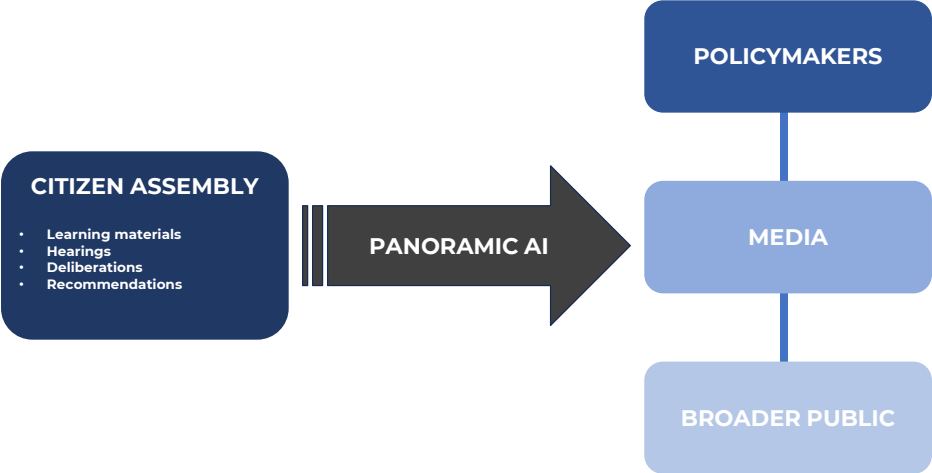 CITIZEN ASSEMBLY
• Learning materials
• Hearings
• Deliberations
• Recommendations
PANORAMIC AI
POLICYMAKERS
MEDIA
BROADER PUBLIC